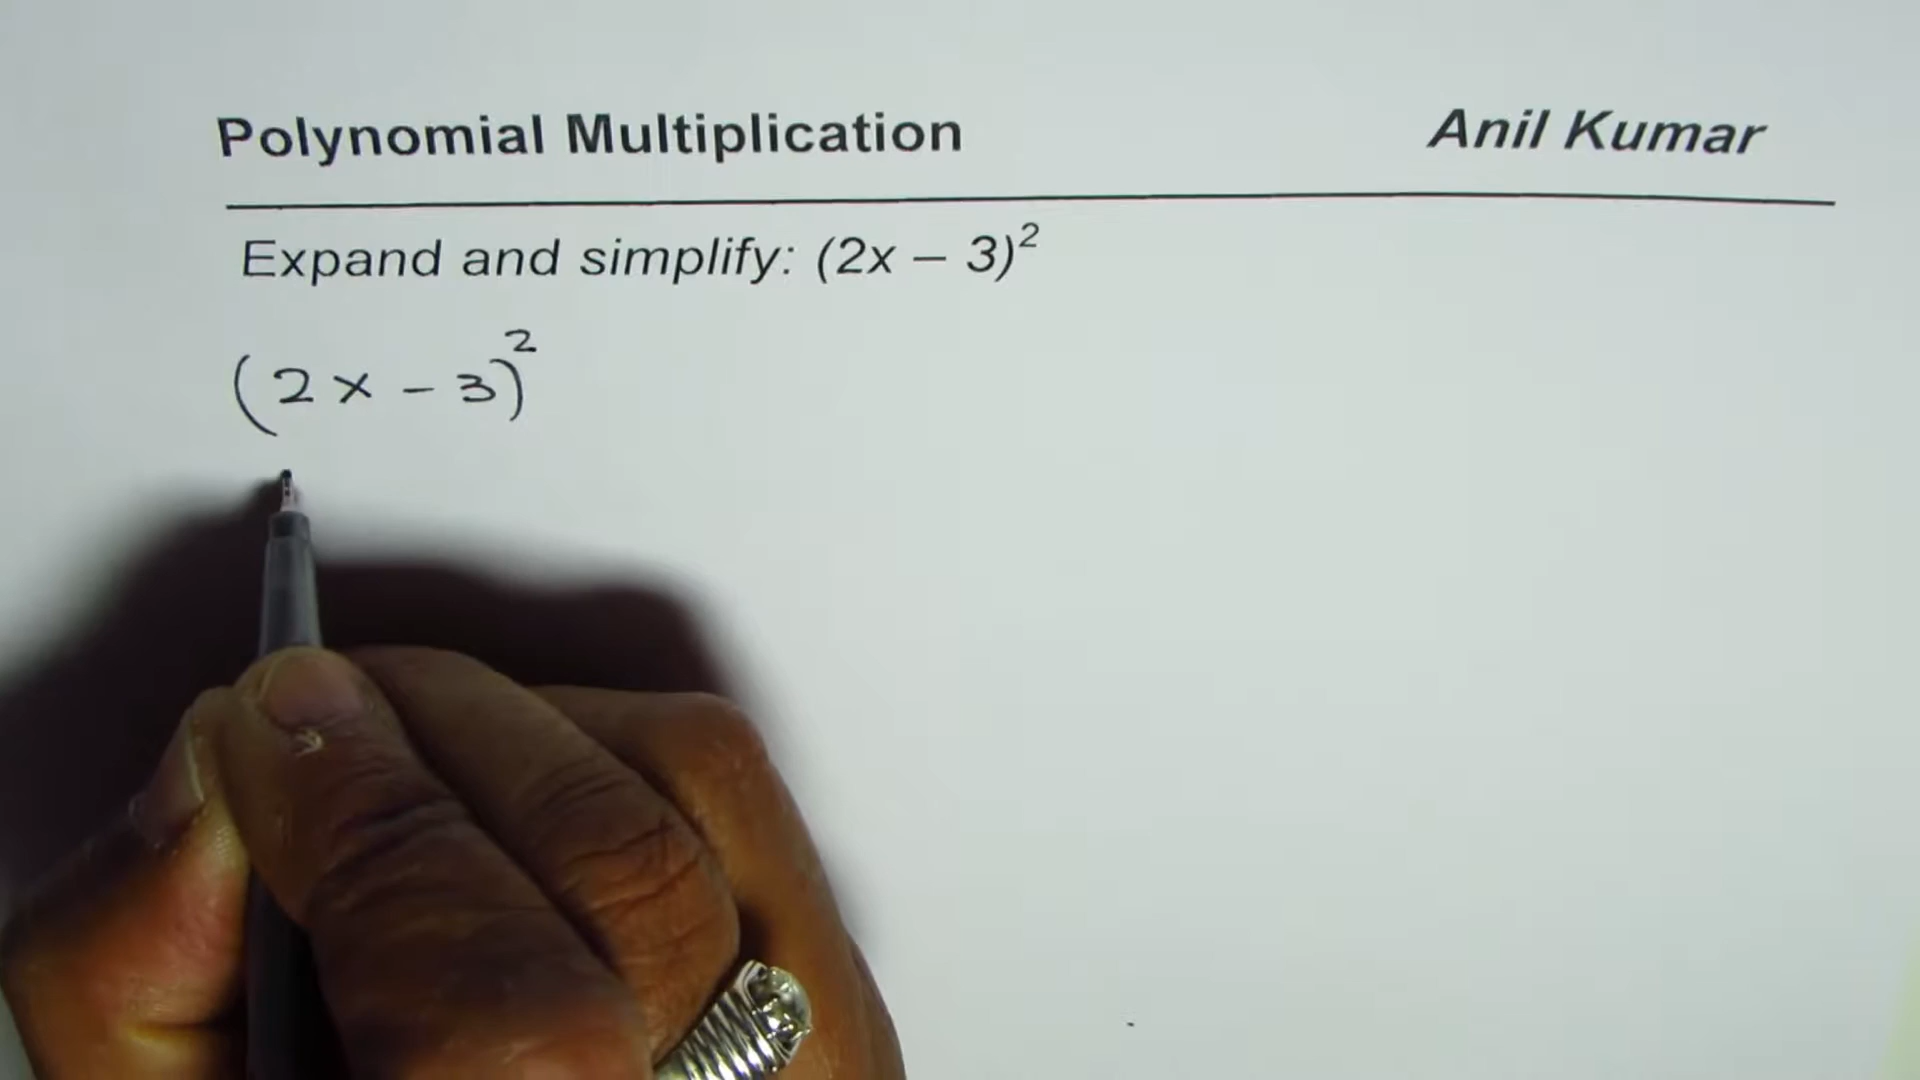 Polynomial Multiplication Anil Kumar
Expand and simplify: (2x – 3)²
(2x - 3)²